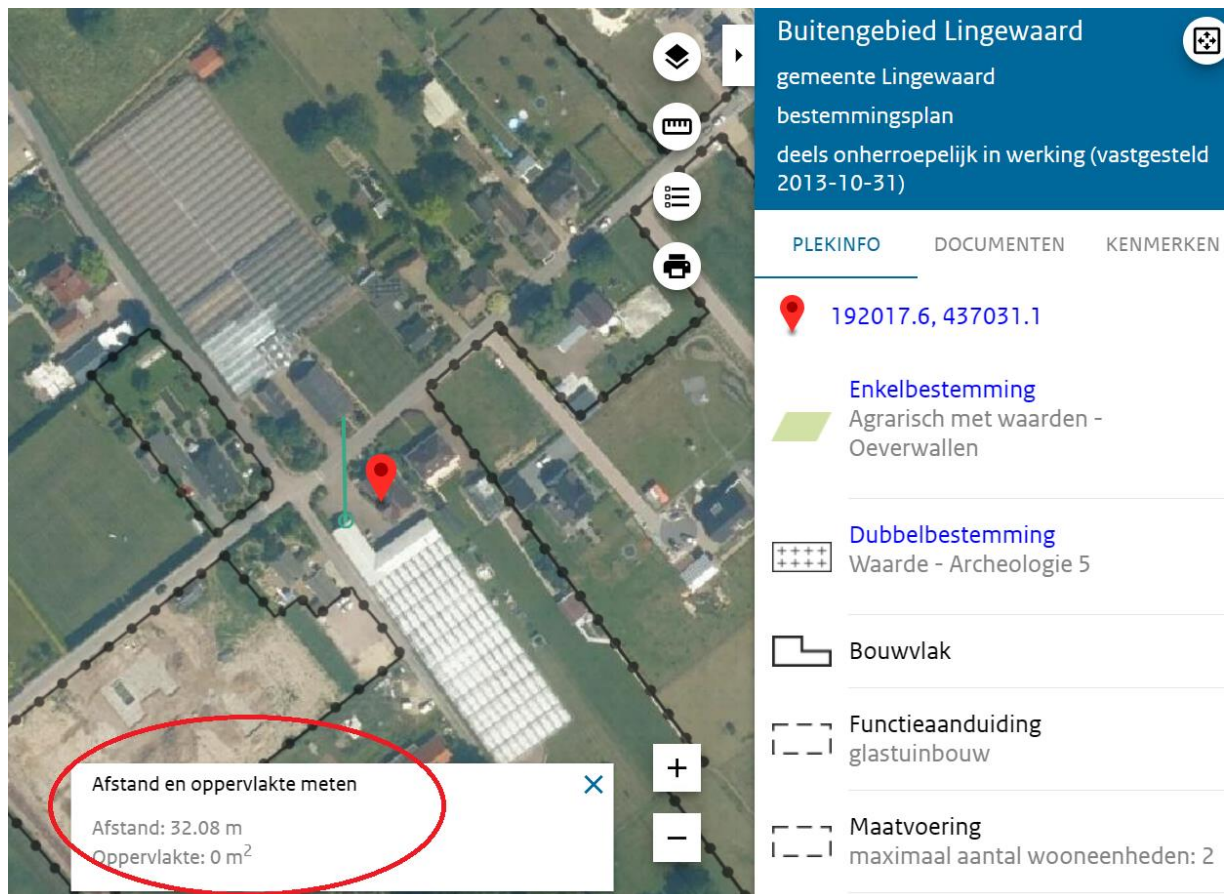 Buitengebied Lingewaard
gemeente Lingewaard
bestemmingsplan
deels onherroepelijk in werking (vastgesteld
2013-10-31)
PLEKINFO DOCUMENTEN KENMERKEN
192017.6, 437031.1
Enkelbestemming
Agrarisch met waarden -
Oeverwallen
Dubbelbestemming
Waarde - Archeologie 5
Bouwvlak
Functieaanduiding
glastuinbouw
Maatvoering
maximaal aantal wooneenheden: 2
Afstand en oppervlakte meten
Afstand: 32.08 m
Oppervlakte: 0 m²